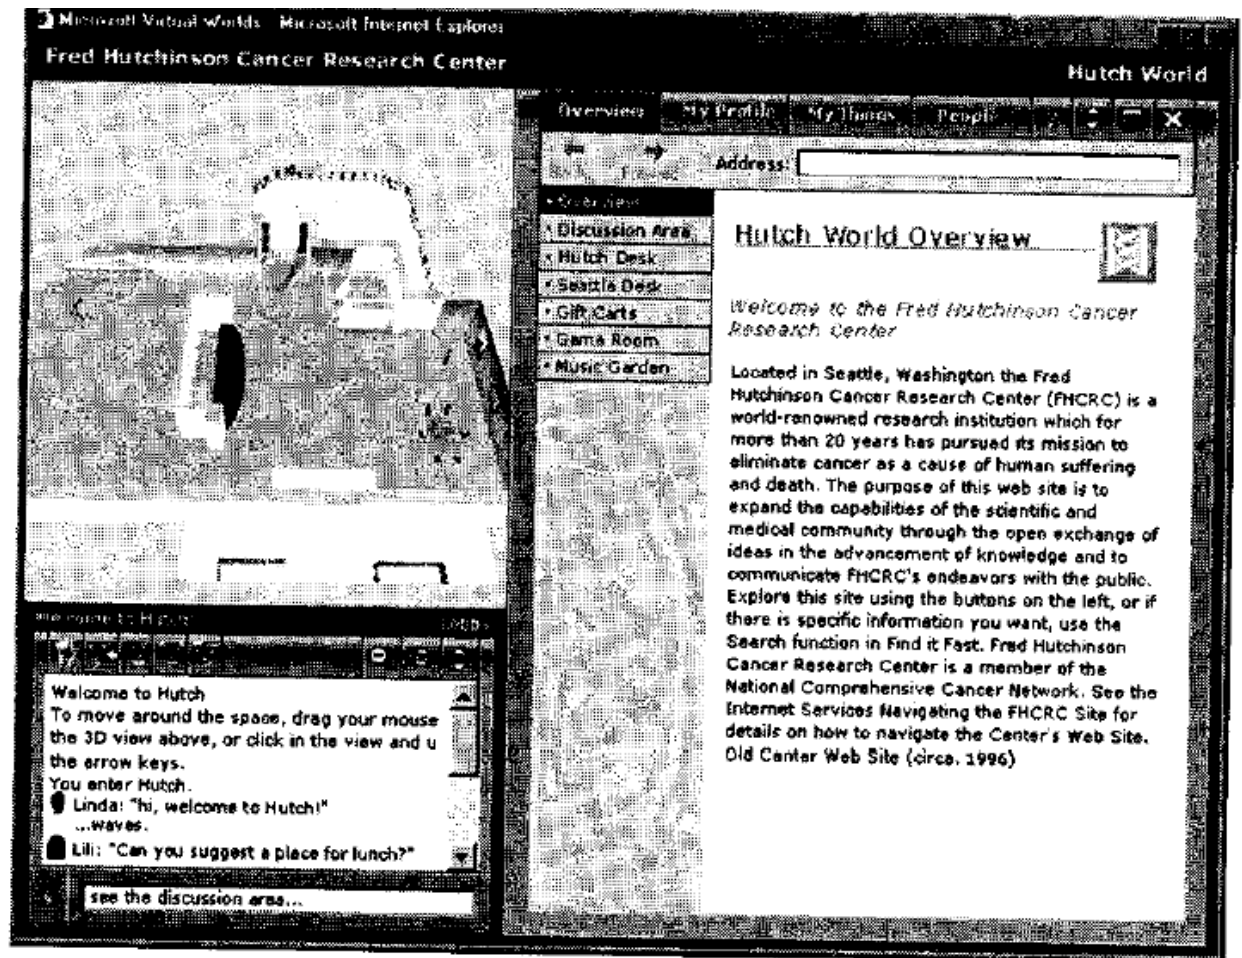 Microsoft Virtual Worlds - Microsoft Internet Explorer
Fred Hutchinson Cancer Research Center
Hutch World
Overview My Profile My Things People ?
Back Forward Address:
• Overview
• Discussion Area
• Hutch Desk
• Seattle Desk
• Gift Carts
• Game Room
• Music Garden
Hutch World Overview
Welcome to the Fred Hutchinson Cancer
Research Center
Located in Seattle, Washington the Fred
Hutchinson Cancer Research Center (FHCRC) is a
world-renowned research institution which for
more than 20 years has pursued its mission to
eliminate cancer as a cause of human suffering
and death. The purpose of this web site is to
expand the capabilities of the scientific and
medical community through the open exchange of
ideas in the advancement of knowledge and to
communicate FHCRC's endeavors with the public.
Explore this site using the buttons on the left, or if
there is specific information you want, use the
Search function in Find it Fast. Fred Hutchinson
Cancer Research Center is a member of the
National Comprehensive Cancer Network. See the
Internet Services Navigating the FHCRC Site for
details on how to navigate the Center's Web Site.
Old Center Web Site (circa. 1996)
Welcome to Hutch Lobby
Welcome to Hutch
To move around the space, drag your mouse
the 3D view above, or click in the view and u
the arrow keys.
You enter Hutch.
Linda: "hi, welcome to Hutch!"
...waves.
Lili: "Can you suggest a place for lunch?"
see the discussion area...